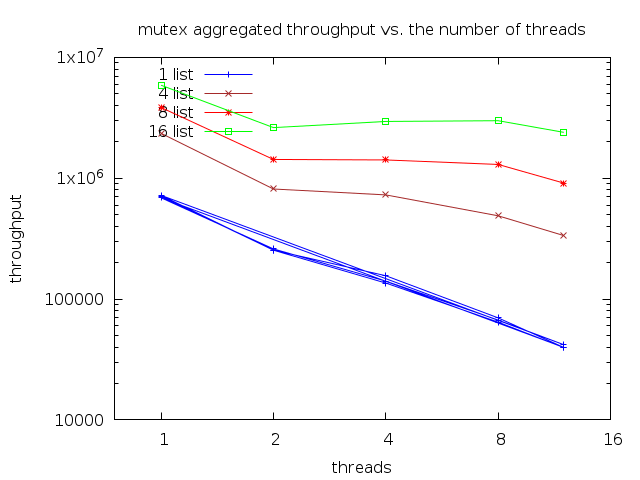 mutex aggregated throughput vs. the number of threads
1x10^7
1 list
4 list
8 list
16 list
1x10^6
throughput
100000
10000
1 2 4 8 16
threads